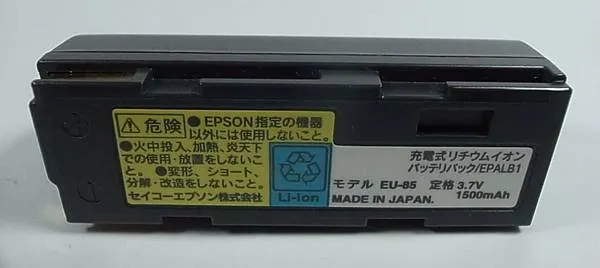 ⚠危険 ●EPSON指定の機器
以外には使用しないこと。
●火中投入、加熱、炎天下
での使用・放置をしないこ
と。 ●変形、ショート、
分解・改造をしないこと。
セイコーエプソン株式会社
Li-ion
充電式リチウムイオン
バッテリパック/EPALB1
モデル EU-85 定格 3.7V
1500mAh
MADE IN JAPAN.